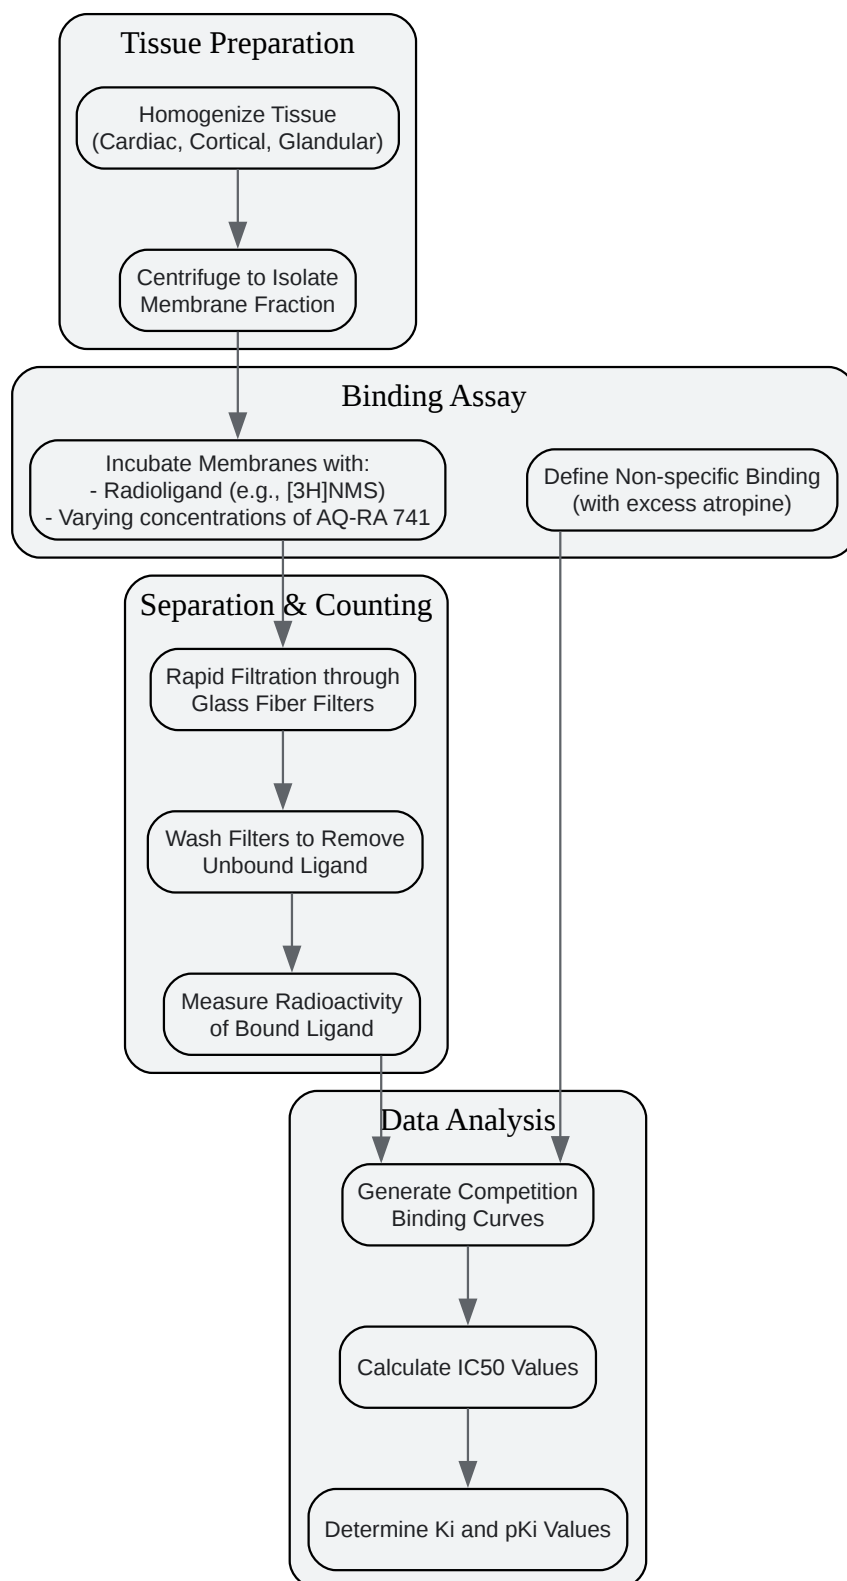 Tissue Preparation
Homogenize Tissue
(Cardiac, Cortical, Glandular)
Centrifuge to Isolate
Membrane Fraction
Binding Assay
Incubate Membranes with:
- Radioligand (e.g., [3H]NMS)
- Varying concentrations of AQ-RA 741
Define Non-specific Binding
(with excess atropine)
Separation & Counting
Rapid Filtration through
Glass Fiber Filters
Wash Filters to Remove
Unbound Ligand
Measure Radioactivity
of Bound Ligand
Data Analysis
Generate Competition
Binding Curves
Calculate IC50 Values
Determine Ki and pKi Values